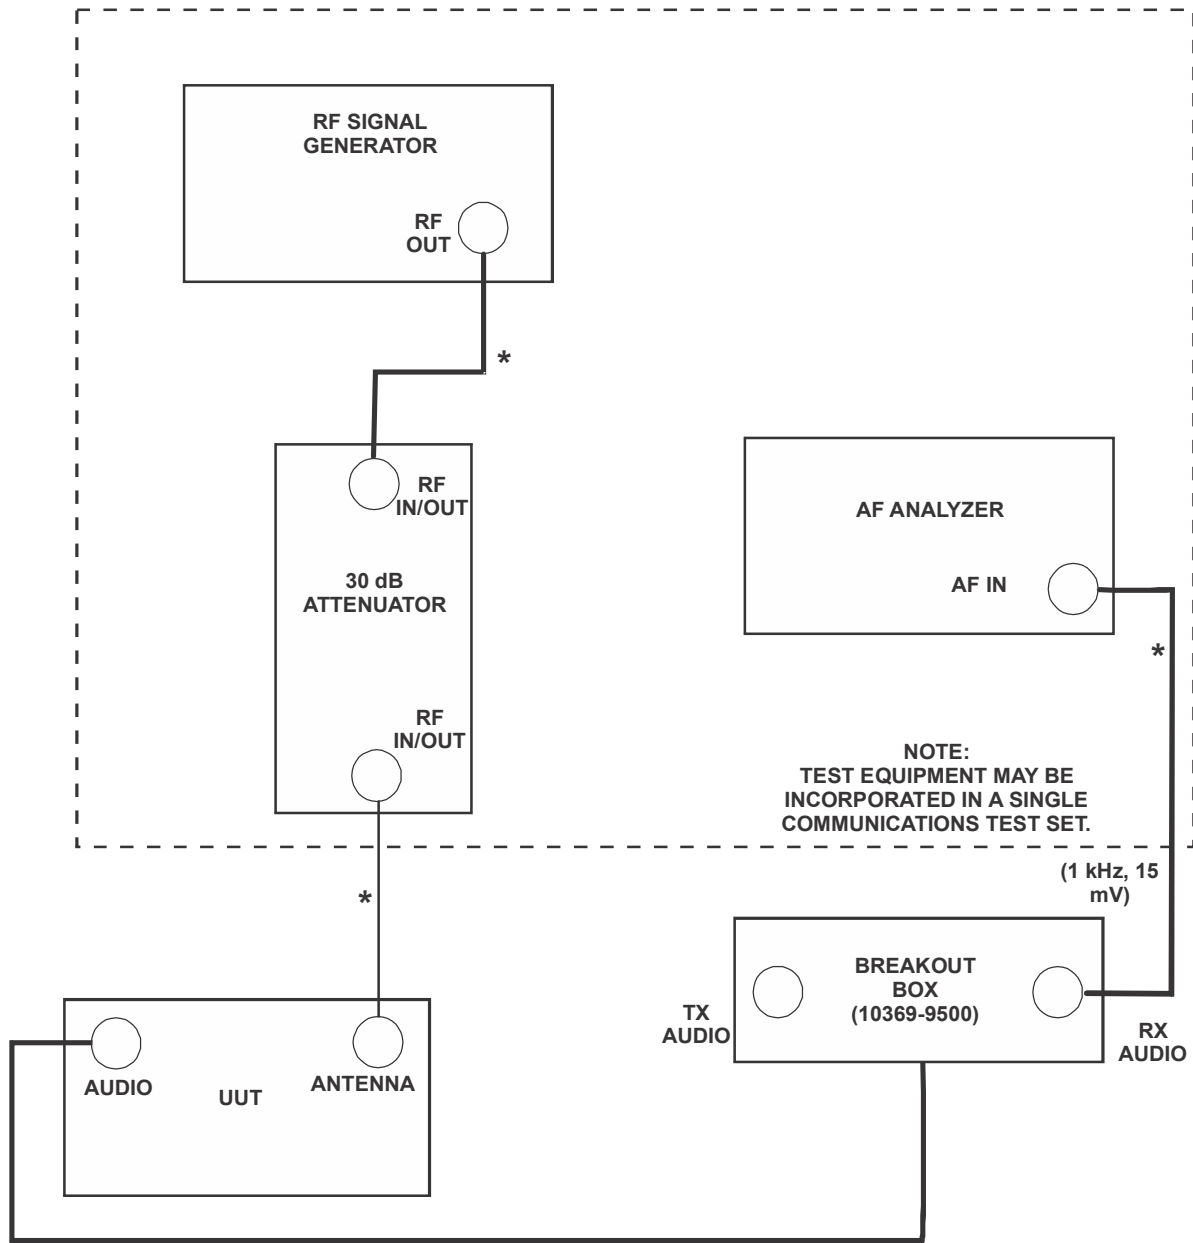 RF SIGNAL
GENERATOR
RF
OUT
*
RF
IN/OUT
30 dB
ATTENUATOR
RF
IN/OUT
AF ANALYZER
AF IN
*
NOTE:
TEST EQUIPMENT MAY BE
INCORPORATED IN A SINGLE
COMMUNICATIONS TEST SET.
*
(1 kHz, 15
mV)
BREAKOUT
BOX
(10369-9500)
TX
AUDIO
RX
AUDIO
AUDIO
UUT
ANTENNA